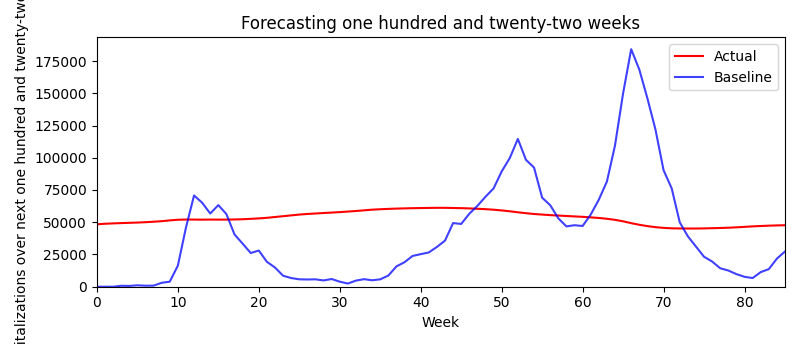 Forecasting one hundred and twenty-two weeks
italizations over next one hundred and twenty-two
175000
150000
125000
100000
75000
50000
25000
0
Actual
Baseline
0 10 20 30 40 50 60 70 80
Week